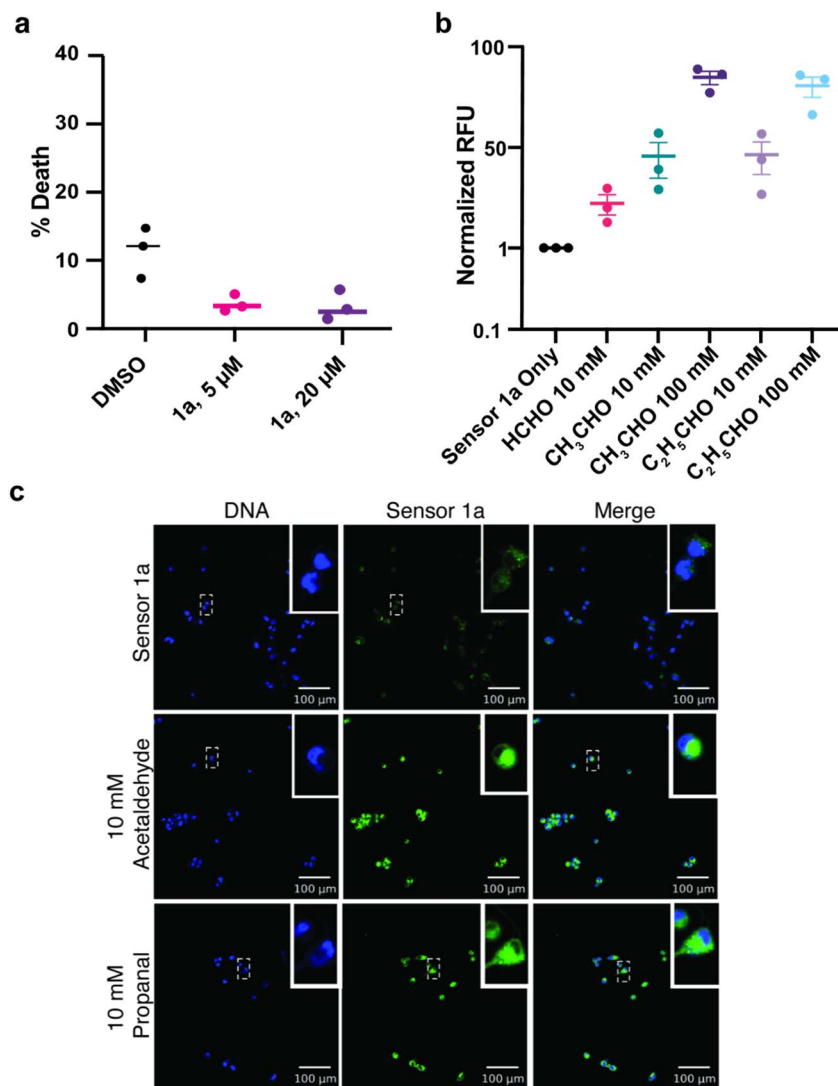 a
40
30
20
10
0
% Death
DMSO
1a, 5 μM
1a, 20 μM
b
100
50
1
0.1
Normalized RFU
Sensor 1a Only
HCHO 10 mM
CH₃CHO 10 mM
CH₃CHO 100 mM
C₂H₅CHO 10 mM
C₂H₅CHO 100 mM
c
DNA
Sensor 1a
Merge
Sensor 1a
100 μm
100 μm
100 μm
10 mM
Acetaldehyde
100 μm
100 μm
100 μm
10 mM
Propanal
100 μm
100 μm
100 μm